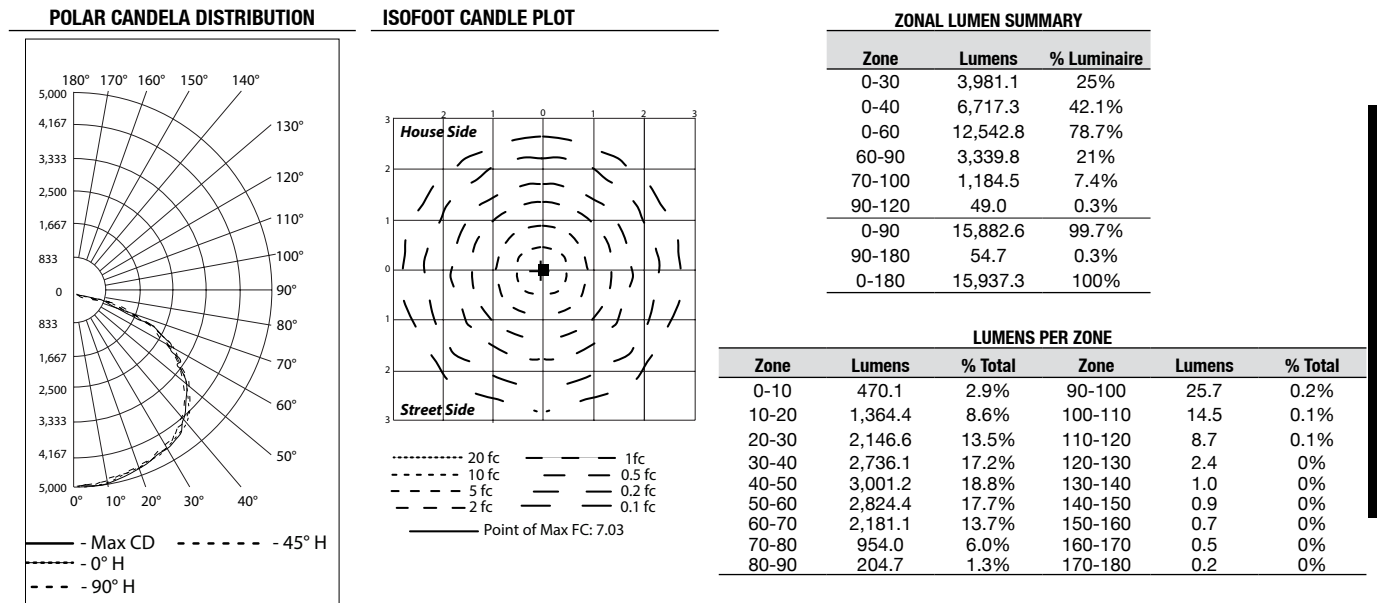 POLAR CANDELA DISTRIBUTION
180° 170° 160° 150° 140°
130°
120°
110°
100°
90°
80°
70°
60°
50°
5,000
4,167
3,333
2,500
1,667
833
0
833
1,667
2,500
3,333
4,167
5,000
0° 10° 20° 30° 40°
- Max CD - 45° H
- 0° H
- 90° H
ISOFOOT CANDLE PLOT
2 1 0 1 2 3
3
2
1
0
1
2
3
House Side
Street Side
20 fc 1fc
10 fc 0.5 fc
5 fc 0.2 fc
2 fc 0.1 fc
Point of Max FC: 7.03
ZONAL LUMEN SUMMARY
Zone Lumens % Luminaire
0-30 3,981.1 25%
0-40 6,717.3 42.1%
0-60 12,542.8 78.7%
60-90 3,339.8 21%
70-100 1,184.5 7.4%
90-120 49.0 0.3%
0-90 15,882.6 99.7%
90-180 54.7 0.3%
0-180 15,937.3 100%
LUMENS PER ZONE
Zone Lumens % Total Zone Lumens % Total
0-10 470.1 2.9% 90-100 25.7 0.2%
10-20 1,364.4 8.6% 100-110 14.5 0.1%
20-30 2,146.6 13.5% 110-120 8.7 0.1%
30-40 2,736.1 17.2% 120-130 2.4 0%
40-50 3,001.2 18.8% 130-140 1.0 0%
50-60 2,824.4 17.7% 140-150 0.9 0%
60-70 2,181.1 13.7% 150-160 0.7 0%
70-80 954.0 6.0% 160-170 0.5 0%
80-90 204.7 1.3% 170-180 0.2 0%